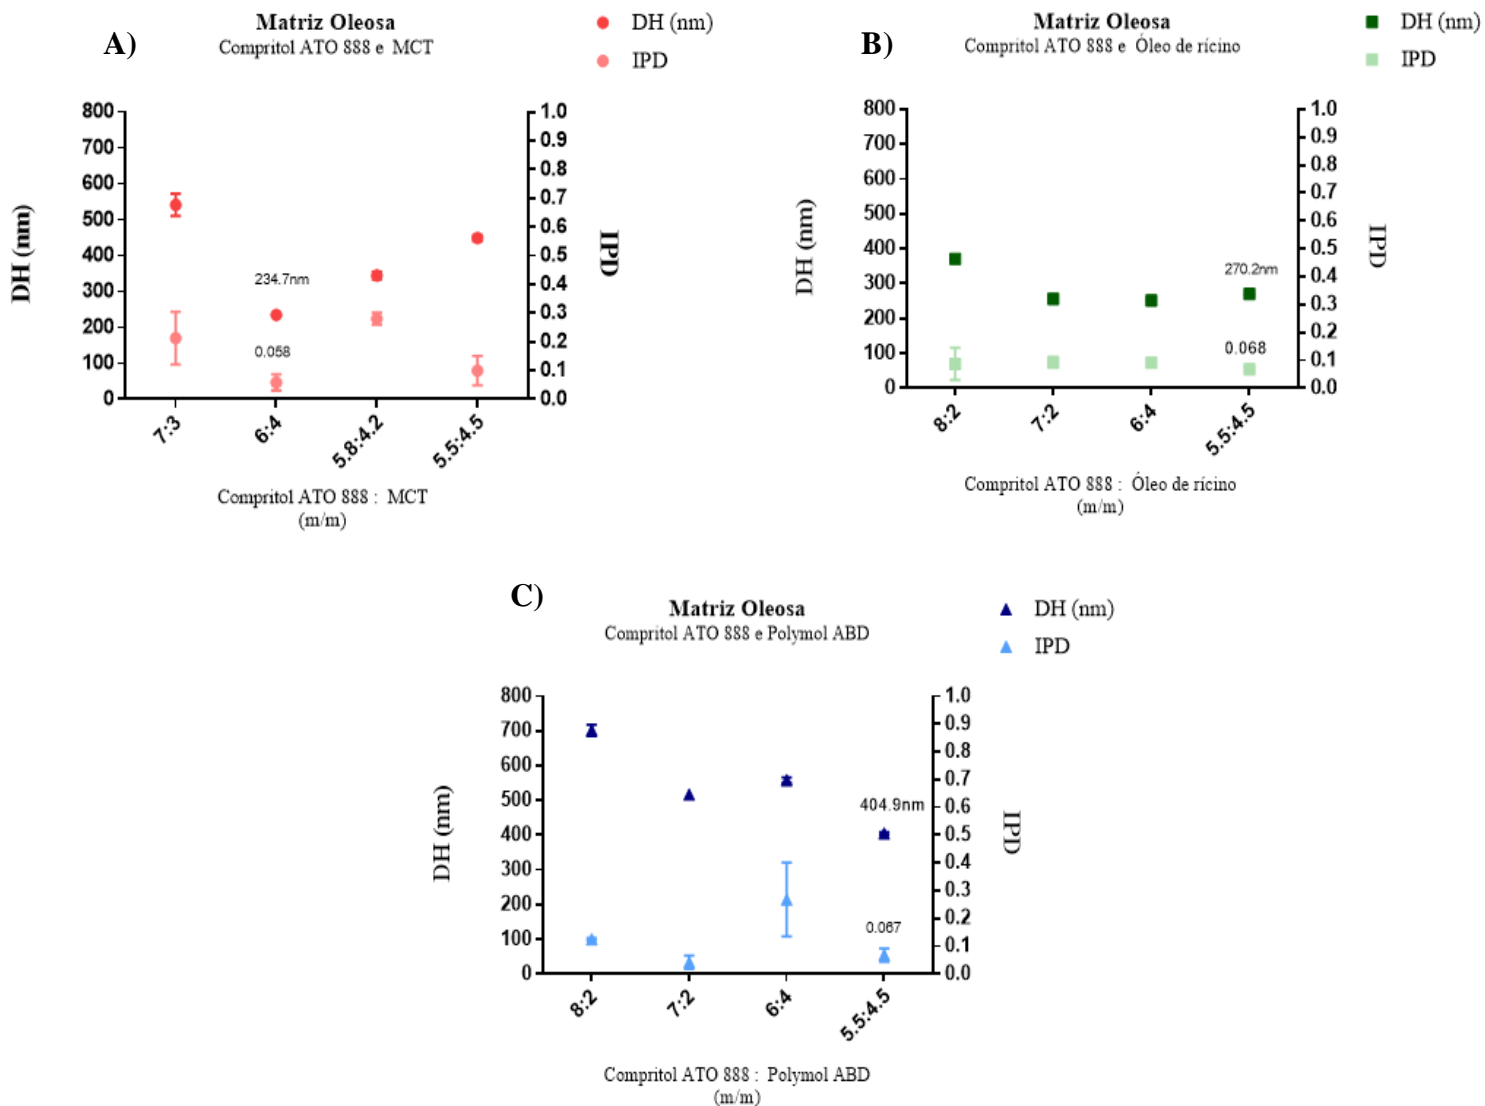 A)
Matriz Oleosa
Compritol ATO 888 e MCT
DH (nm)
IPD
800
700
600
500
400
300
200
100
0
DH (nm)
1.0
0.9
0.8
0.7
0.6
0.5
0.4
0.3
0.2
0.1
0.0
IPD
234.7nm
0.058
7:3
6:4
5.8:4.2
5.5:4.5
Compritol ATO 888 : MCT
(m/m)
B)
Matriz Oleosa
Compritol ATO 888 e Óleo de rícino
DH (nm)
IPD
800
700
600
500
400
300
200
100
0
DH (nm)
1.0
0.9
0.8
0.7
0.6
0.5
0.4
0.3
0.2
0.1
0.0
IPD
270.2nm
0.068
8:2
7:2
6:4
5.5:4.5
Compritol ATO 888 : Óleo de rícino
(m/m)
C)
Matriz Oleosa
Compritol ATO 888 e Polymol ABD
DH (nm)
IPD
800
700
600
500
400
300
200
100
0
DH (nm)
1.0
0.9
0.8
0.7
0.6
0.5
0.4
0.3
0.2
0.1
0.0
IPD
404.9nm
0.067
8:2
7:2
6:4
5.5:4.5
Compritol ATO 888 : Polymol ABD
(m/m)